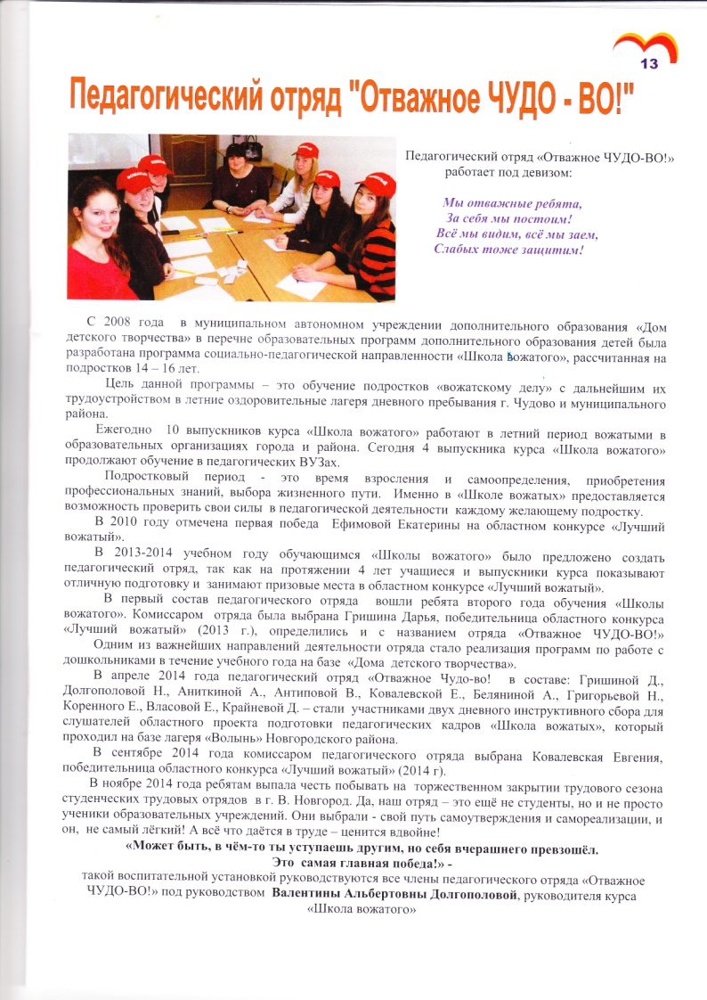 13
Педагогический отряд "Отважное ЧУДО - ВО!"
Педагогический отряд «Отважное ЧУДО-ВО!»
работает под девизом:
Мы отважные ребята,
За себя мы постоим!
Всё мы видим, всё мы заем,
Слабых тоже защитим!
С 2008 года в муниципальном автономном учреждении дополнительного образования «Дом
детского творчества» в перечне образовательных программ дополнительного образования детей была
разработана программа социально-педагогической направленности «Школа вожатого», рассчитанная на
подростков 14 – 16 лет.
Цель данной программы – это обучение подростков «вожатскому делу» с дальнейшим их
трудоустройством в летние оздоровительные лагеря дневного пребывания г. Чудово и муниципального
района.
Ежегодно 10 выпускников курса «Школа вожатого» работают в летний период вожатыми в
образовательных организациях города и района. Сегодня 4 выпускника курса «Школа вожатого»
продолжают обучение в педагогических ВУЗах.
Подростковый период - это время взросления и самоопределения, приобретения
профессиональных знаний, выбора жизненного пути. Именно в «Школе вожатых» предоставляется
возможность проверить свои силы в педагогической деятельности каждому желающему подростку.
В 2010 году отмечена первая победа Ефимовой Екатерины на областном конкурсе «Лучший
вожатый».
В 2013-2014 учебном году обучающимся «Школы вожатого» было предложено создать
педагогический отряд, так как на протяжении 4 лет учащиеся и выпускники курса показывают
отличную подготовку и занимают призовые места в областном конкурсе «Лучший вожатый».
В первый состав педагогического отряда вошли ребята второго года обучения «Школы
вожатого». Комиссаром отряда была выбрана Гришина Дарья, победительница областного конкурса
«Лучший вожатый» (2013 г.), определились и с названием отряда «Отважное ЧУДО-ВО!»
Одним из важнейших направлений деятельности отряда стало реализация программ по работе с
дошкольниками в течение учебного года на базе «Дома детского творчества».
В апреле 2014 года педагогический отряд «Отважное Чудо-во! в составе: Гришиной Д.,
Долгополовой Н., Аниткиной А., Антиповой В., Ковалевской Е., Беляниной А., Григорьевой Н.,
Коренного Е., Власовой Е., Крайневой Д. – стали участниками двух дневного инструктивного сбора для
слушателей областного проекта подготовки педагогических кадров «Школа вожатых», который
проходил на базе лагеря «Волынь» Новгородского района.
В сентябре 2014 года комиссаром педагогического отряда выбрана Ковалевская Евгения,
победительница областного конкурса «Лучший вожатый» (2014 г).
В ноябре 2014 года ребятам выпала честь побывать на торжественном закрытии трудового сезона
студенческих трудовых отрядов в г. В. Новгород. Да, наш отряд – это ещё не студенты, но и не просто
ученики образовательных учреждений. Они выбрали - свой путь самоутверждения и самореализации, и
он, не самый лёгкий! А всё что даётся в труде – ценится вдвойне!
«Может быть, в чём-то ты уступаешь другим, но себя вчерашнего превзошёл.
Это самая главная победа!» -
такой воспитательной установкой руководствуются все члены педагогического отряда «Отважное
ЧУДО-ВО!» под руководством Валентины Альбертовны Долгополовой, руководителя курса
«Школа вожатого»